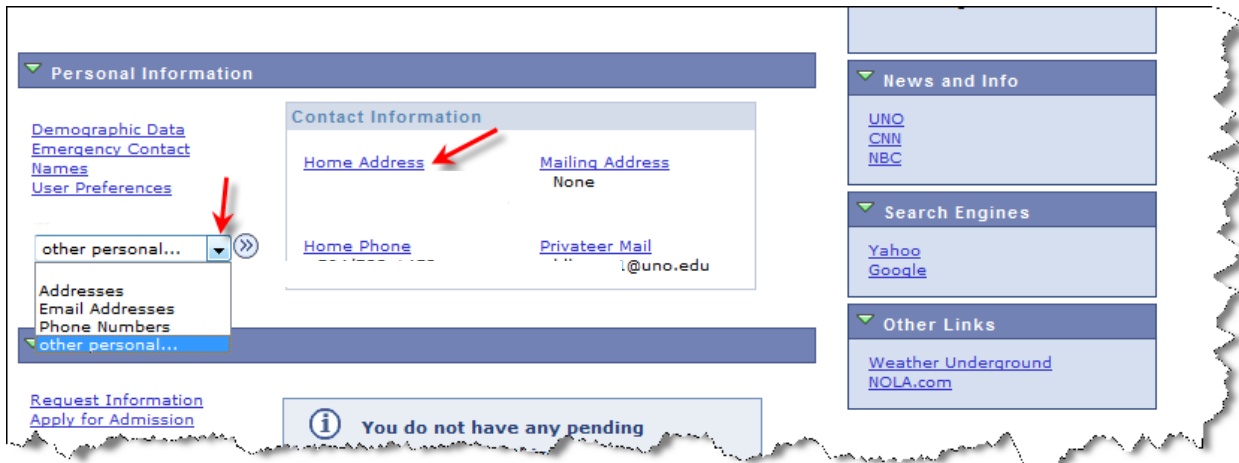 Personal Information
Demographic Data
Emergency Contact
Names
User Preferences
other personal...
Addresses
Email Addresses
Phone Numbers
other personal...
Contact Information
Home Address
Mailing Address
None
Home Phone
Privateer Mail
@uno.edu
Request Information
Apply for Admission
You do not have any pending
News and Info
UNO
CNN
NBC
Search Engines
Yahoo
Google
Other Links
Weather Underground
NOLA.com